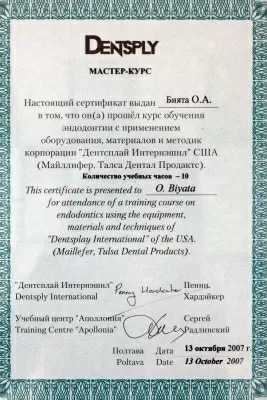 DENTSPLY
МАСТЕР-КУРС
Настоящий сертификат выдан Бията О.А.
в том, что он(а) прошёл курс обучения
эндодонтии с применением
оборудования, материалов и методик
корпорации "Дентсплай Интернэшнл" США
(Майллифер, Талса Дентал Продактс).
Количество учебных часов – 10
This certificate is presented to O. Biyata
for attendance of a training course on
endodontics using the equipment,
materials and techniques of
"Dentsplay International" of the USA.
(Maillefer, Tulsa Dental Products).
"Дентсплай Интернэшнл" Пенни
Dentsply International Хардэйкер
Учебный центр "Аполлония" Сергей
Training Centre "Apollonia" Радлинский
Полтава Дата 13 октября 2007 г.
Poltava Date 13 October 2007